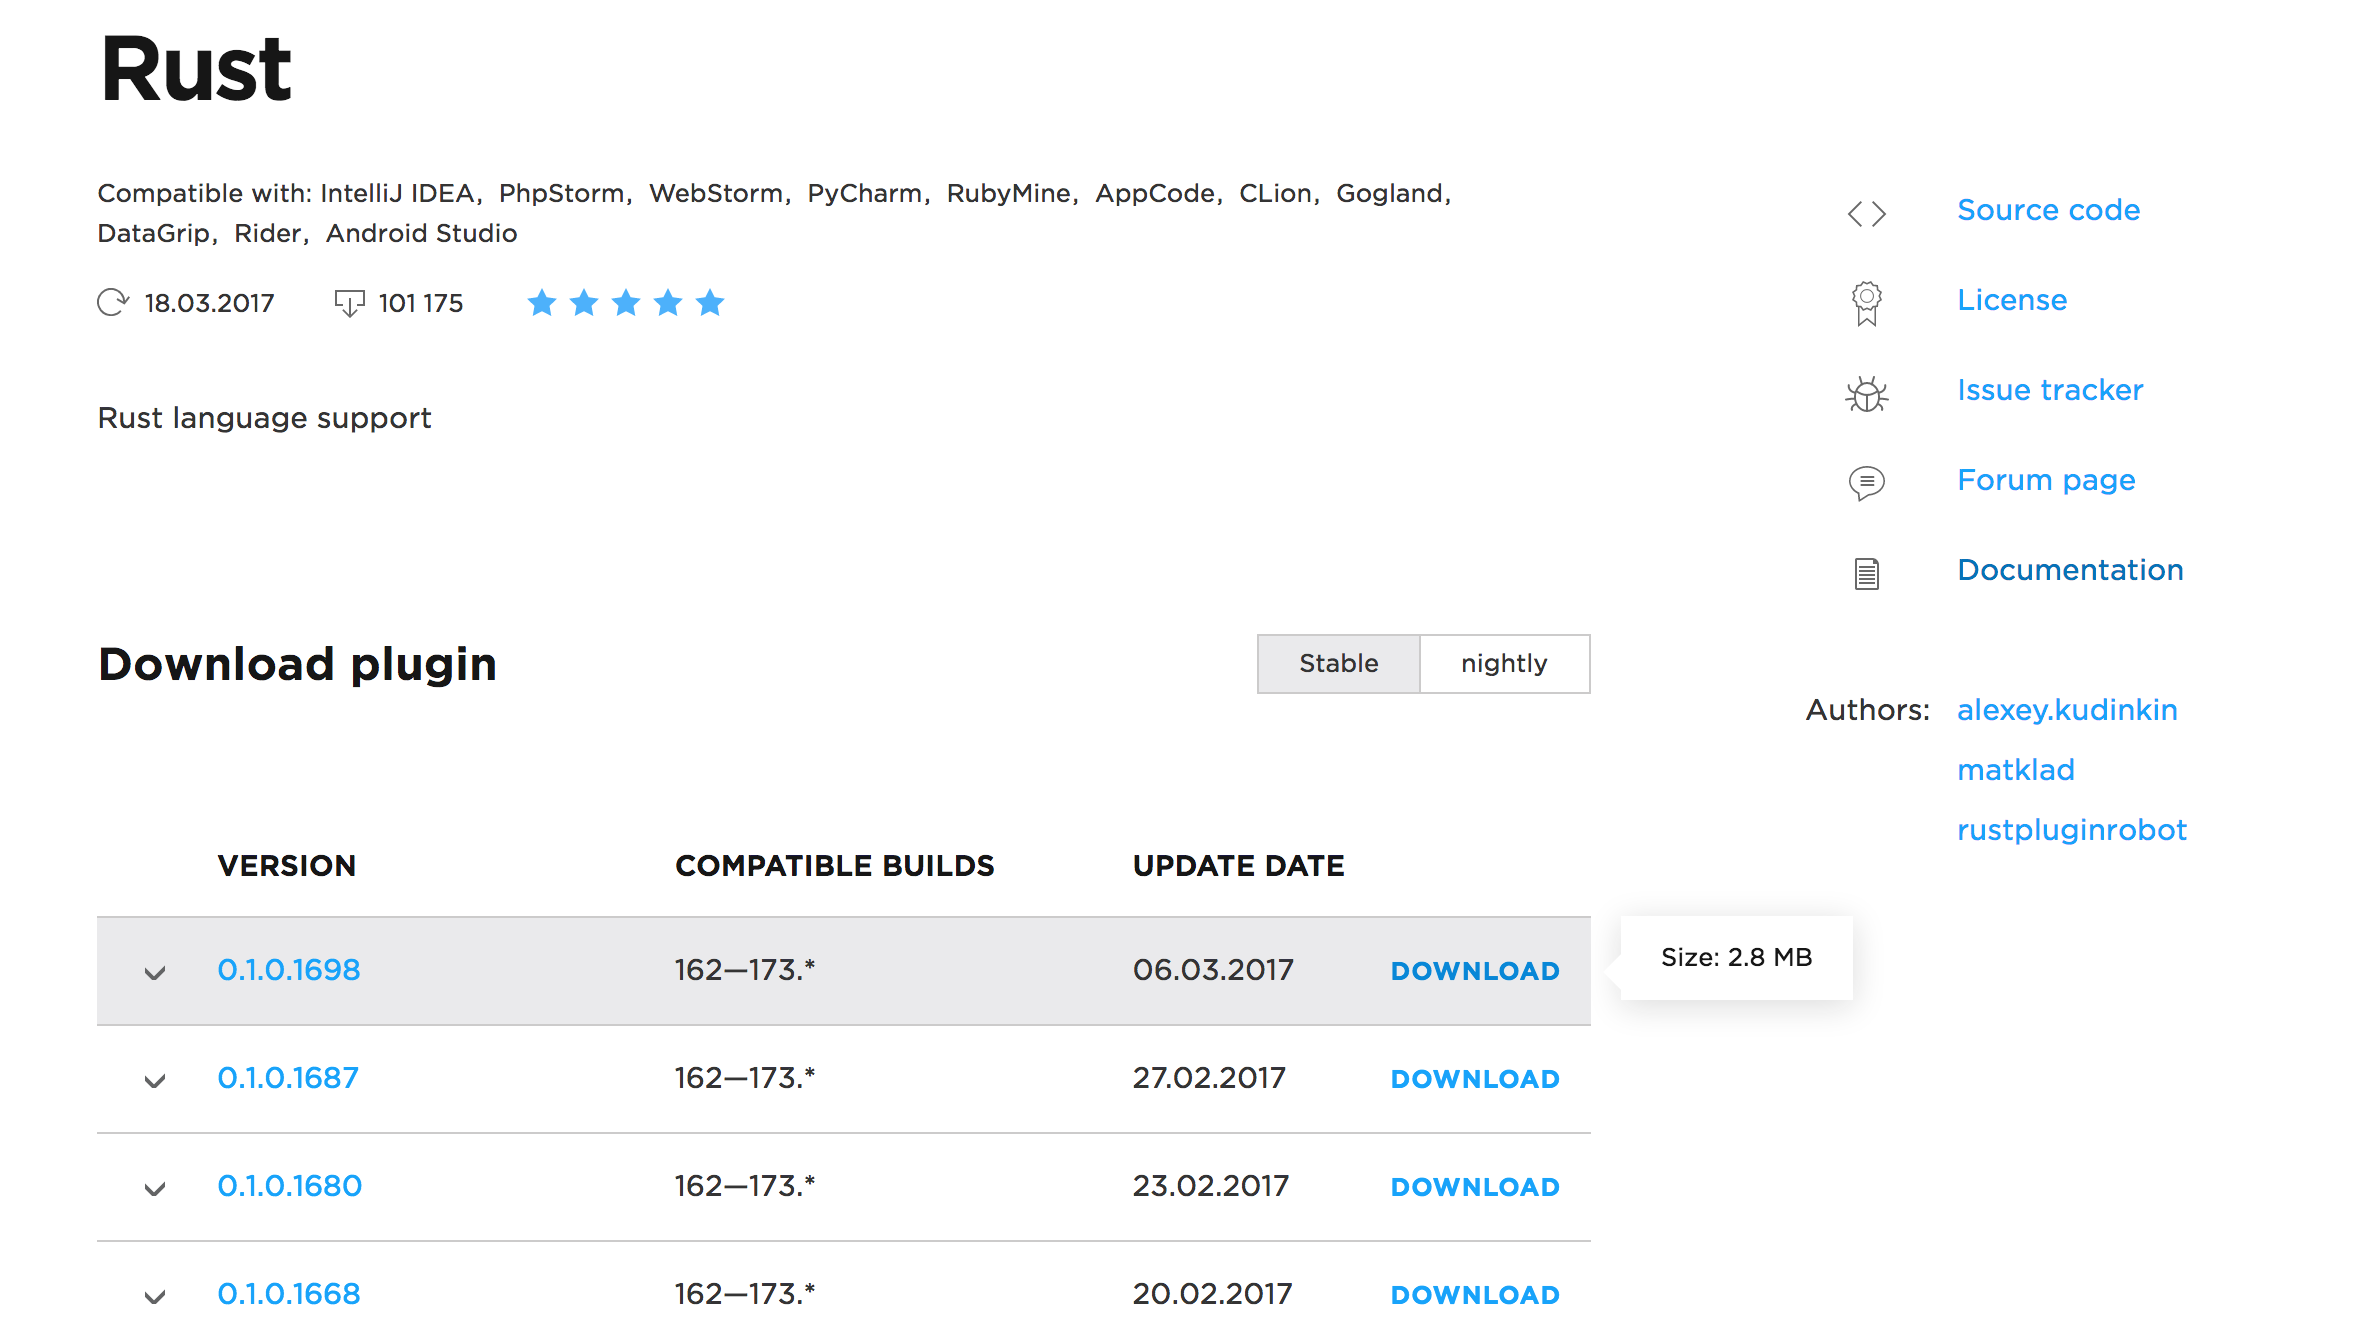 Rust
Compatible with: IntelliJ IDEA, PhpStorm, WebStorm, PyCharm, RubyMine, AppCode, CLion, Gogland,
DataGrip, Rider, Android Studio
18.03.2017 101 175
Rust language support
Source code
License
Issue tracker
Forum page
Documentation
Authors: alexey.kudinkin
matklad
rustpluginrobot
Download plugin
Stable nightly
VERSION COMPATIBLE BUILDS UPDATE DATE
0.1.0.1698 162—173.* 06.03.2017 DOWNLOAD
Size: 2.8 MB
0.1.0.1687 162—173.* 27.02.2017 DOWNLOAD
0.1.0.1680 162—173.* 23.02.2017 DOWNLOAD
0.1.0.1668 162—173.* 20.02.2017 DOWNLOAD